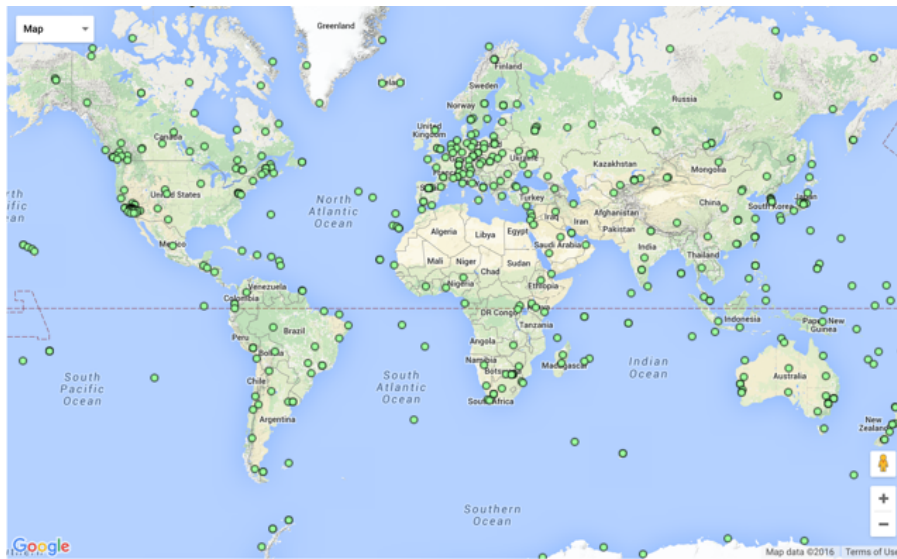 Map
Greenland
Finland
Sweden
Norway
Russia
Canada
United
Kingdom
Ukraine
Kazakhstan
Mongolia
United States
North
Atlantic
Ocean
Turkey
Afghanistan
China
South Korea
Japan
Iraq
Iran
Pakistan
Algeria
Libya
Egypt
Saudi Arabia
India
Mexico
Mali
Niger
Chad
Sudan
Thailand
Venezuela
Nigeria
Ethiopia
Colombia
DR Congo
Indonesia
Papua New
Guinea
Brazil
Tanzania
Peru
Angola
Bolivia
Namibia
Madagascar
Indian
Ocean
South
Pacific
Ocean
Chile
South
Atlantic
Ocean
South Africa
Australia
Argentina
New
Zealand
Southern
Ocean
Google
Map data ©2016
Terms of Use